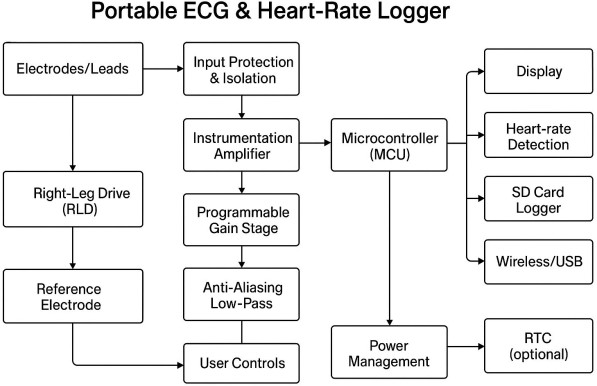 Portable ECG & Heart-Rate Logger
Electrodes/Leads
Input Protection
& Isolation
Display
Instrumentation
Amplifier
Microcontroller
(MCU)
Heart-rate
Detection
Right-Leg Drive
(RLD)
Programmable
Gain Stage
SD Card
Logger
Reference
Electrode
Anti-Aliasing
Low-Pass
Wireless/USB
User Controls
Power
Management
RTC
(optional)